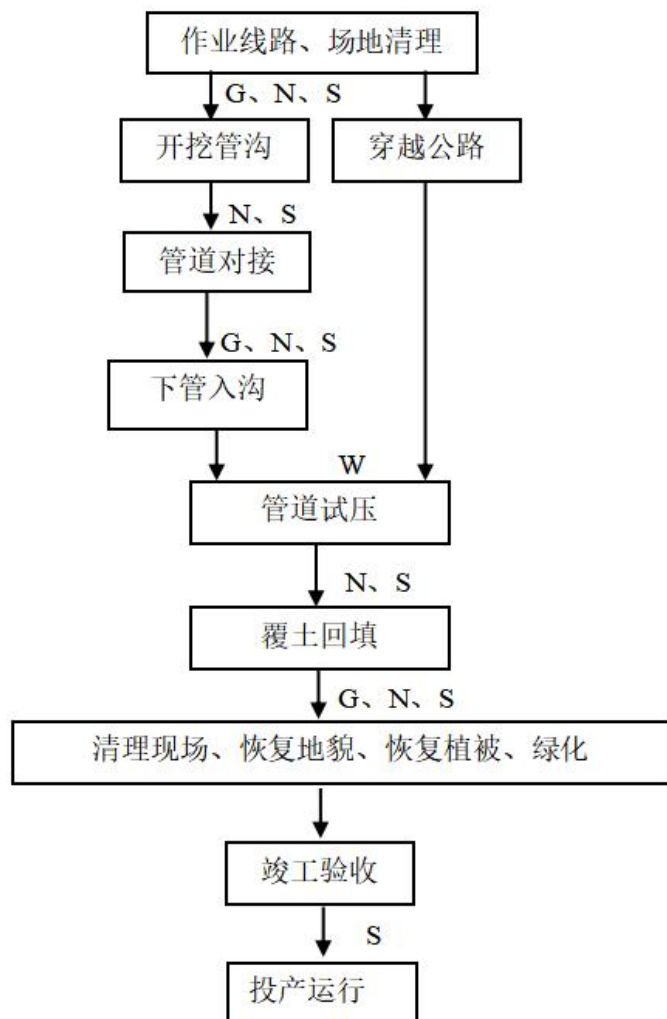 作业线路、场地清理
G、N、S
开挖管沟
穿越公路
N、S
管道对接
G、N、S
下管入沟
W
管道试压
N、S
覆土回填
G、N、S
清理现场、恢复地貌、恢复植被、绿化
竣工验收
S
投产运行